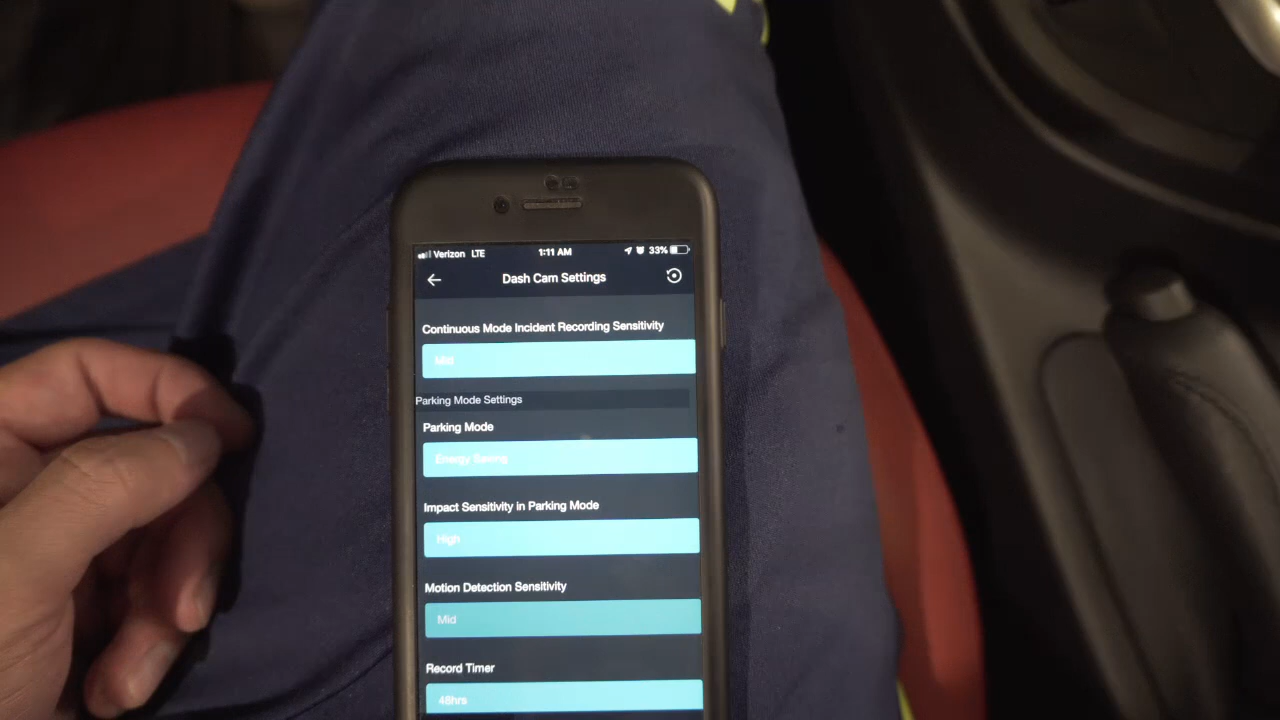 Verizon LTE 1:11 AM 33%
Dash Cam Settings
Continuous Mode Incident Recording Sensitivity
Mid
Parking Mode Settings
Parking Mode
Energy Saving
Impact Sensitivity in Parking Mode
High
Motion Detection Sensitivity
Mid
Record Timer
48hrs